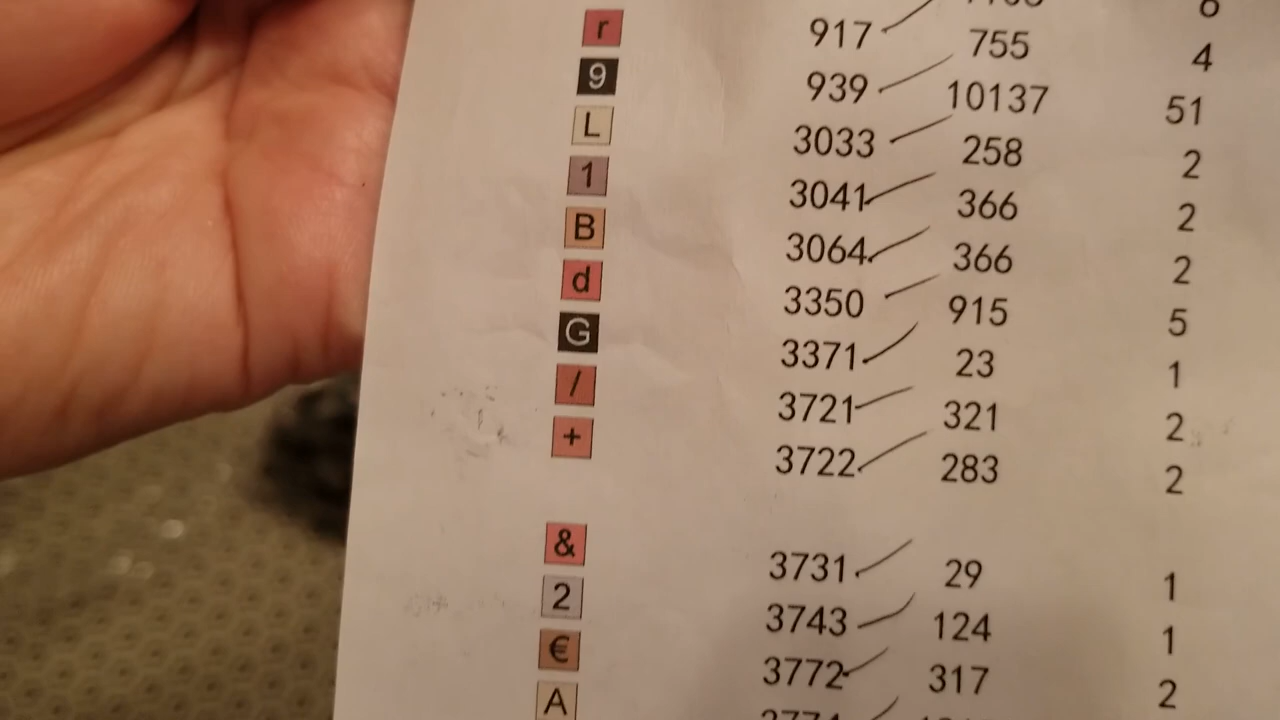 r 917 755 4
9 939 10137 51
L 3033 258 2
1 3041 366 2
B 3064 366 2
d 3350 915 5
G 3371 23 1
/ 3721 321 2
+ 3722 283 2
& 3731 29 1
2 3743 124 1
€ 3772 317 2
A 3774